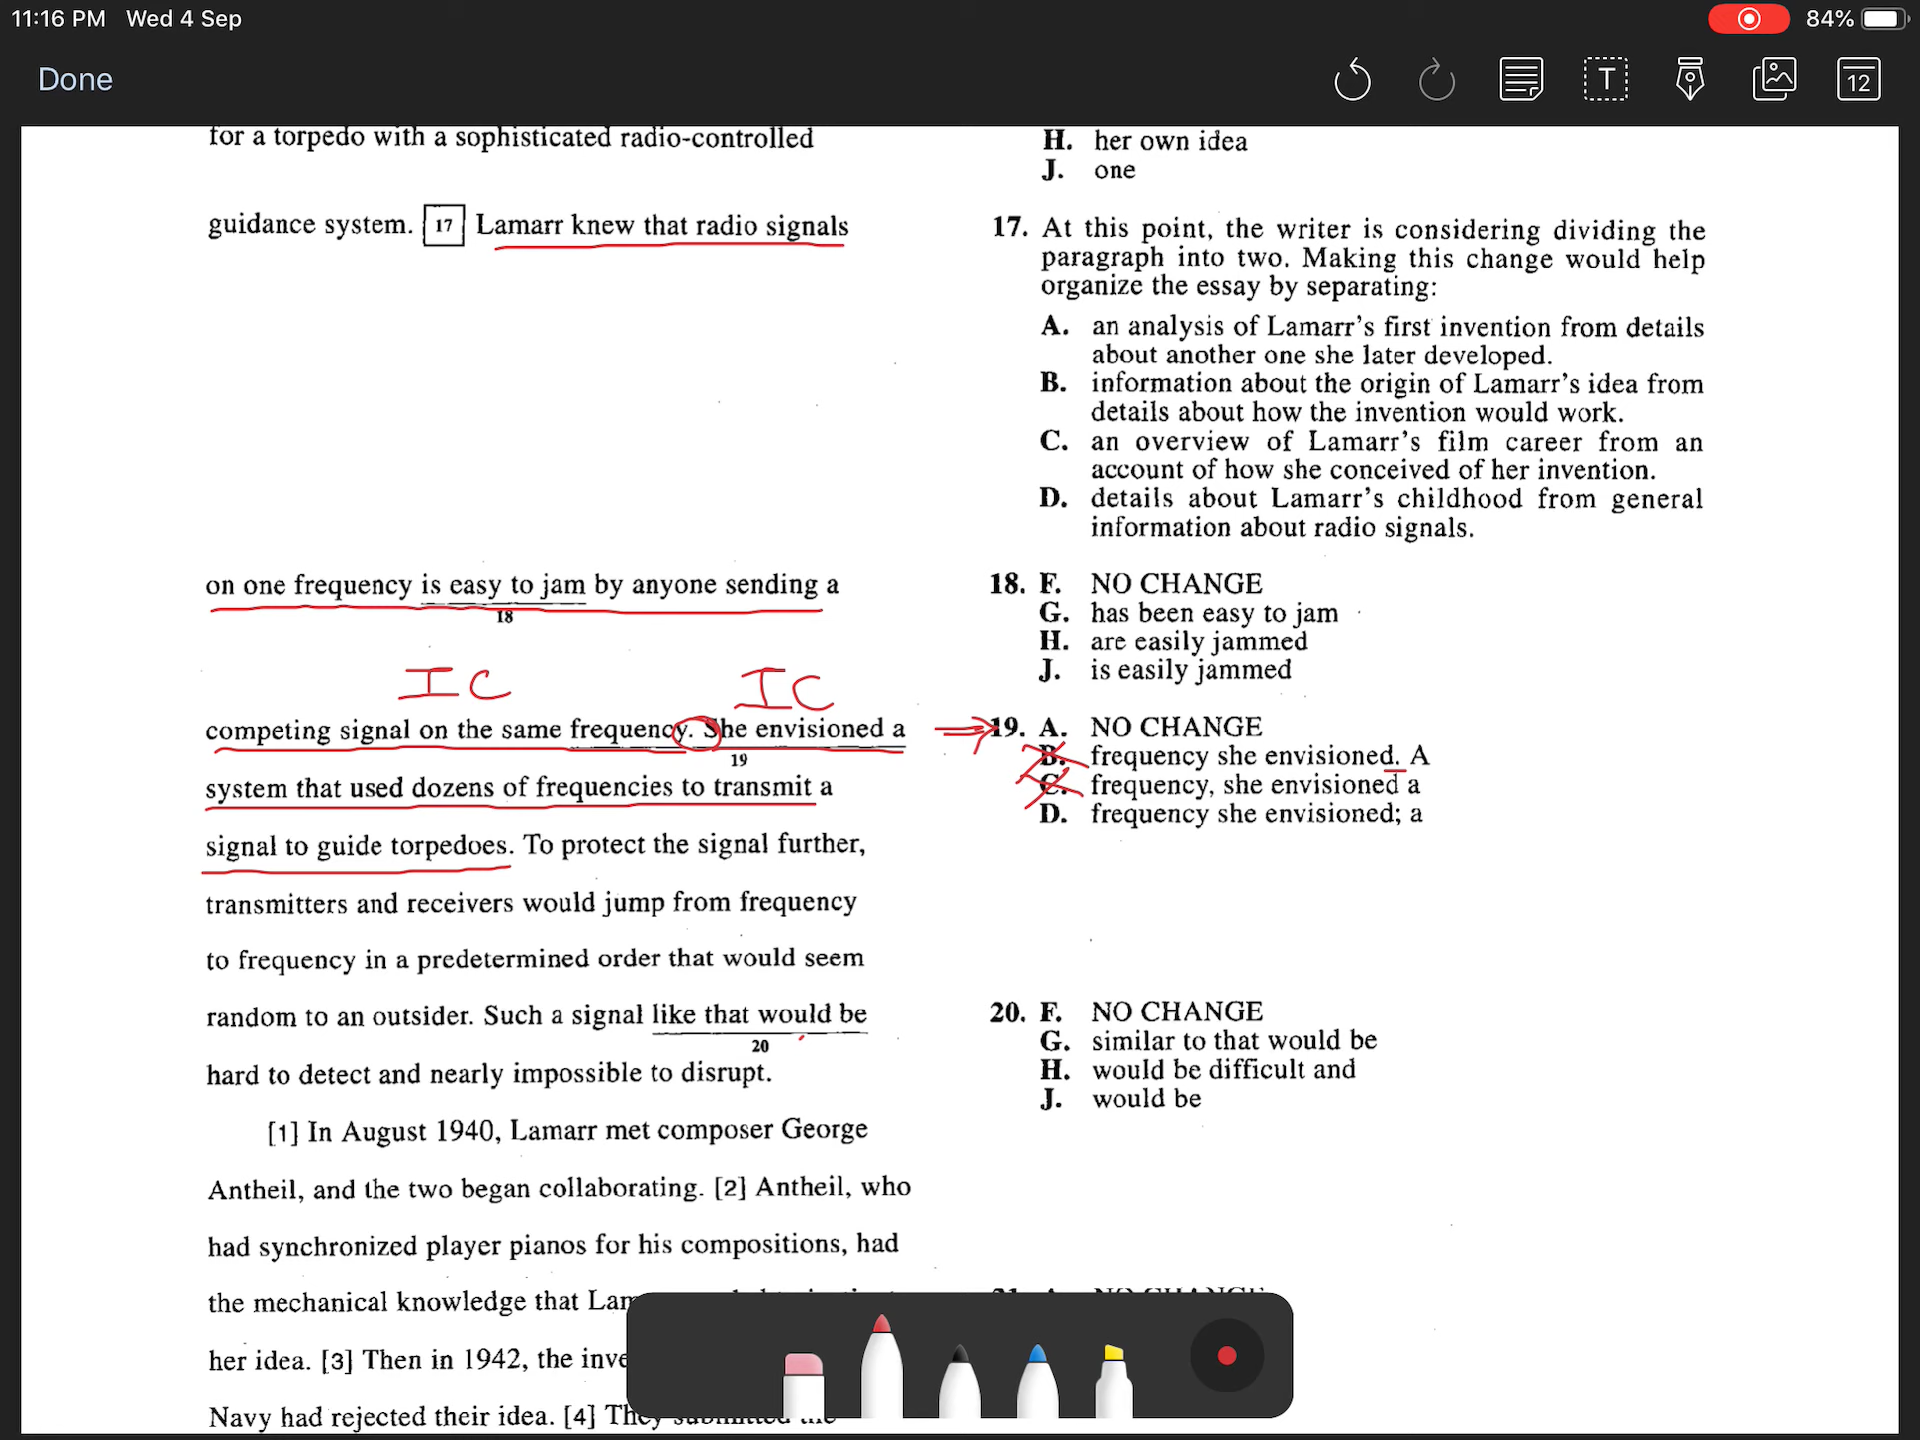 11:16 PM Wed 4 Sep
84%
Done
T
12
for a torpedo with a sophisticated radio-controlled
guidance system. 17 Lamarr knew that radio signals
on one frequency is easy to jam by anyone sending a
18
IC IC
competing signal on the same frequency. She envisioned a
19
system that used dozens of frequencies to transmit a
signal to guide torpedoes. To protect the signal further,
transmitters and receivers would jump from frequency
to frequency in a predetermined order that would seem
random to an outsider. Such a signal like that would be
20
hard to detect and nearly impossible to disrupt.
[1] In August 1940, Lamarr met composer George
Antheil, and the two began collaborating. [2] Antheil, who
had synchronized player pianos for his compositions, had
the mechanical knowledge that
her idea. [3] Then in 1942, the
Navy had rejected their idea. [4] They submitted the
H. her own idea
J. one
17. At this point, the writer is considering dividing the
paragraph into two. Making this change would help
organize the essay by separating:
A. an analysis of Lamarr's first invention from details
about another one she later developed.
B. information about the origin of Lamarr's idea from
details about how the invention would work.
C. an overview of Lamarr's film career from an
account of how she conceived of her invention.
D. details about Lamarr's childhood from general
information about radio signals.
18. F. NO CHANGE
G. has been easy to jam
H. are easily jammed
J. is easily jammed
19. A. NO CHANGE
B. frequency she envisioned. A
C. frequency, she envisioned a
D. frequency she envisioned; a
20. F. NO CHANGE
G. similar to that would be
H. would be difficult and
J. would be
21. A. NO CHANGE